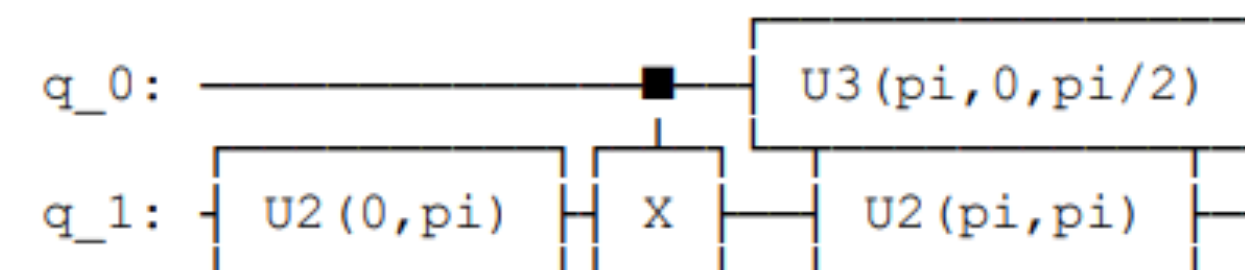 q_0: U3(pi,0,pi/2)
q_1: U2(0,pi) X U2(pi,pi)